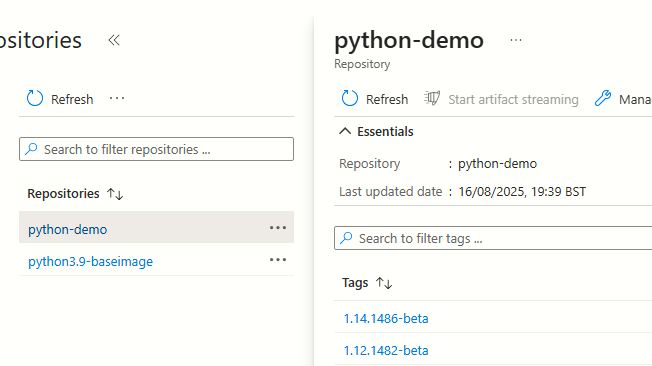 ositories
Refresh
Search to filter repositories ...
Repositories
python-demo
python3.9-baseimage
python-demo
Repository
Refresh Start artifact streaming Mana
Essentials
Repository : python-demo
Last updated date : 16/08/2025, 19:39 BST
Search to filter tags ...
Tags
1.14.1486-beta
1.12.1482-beta